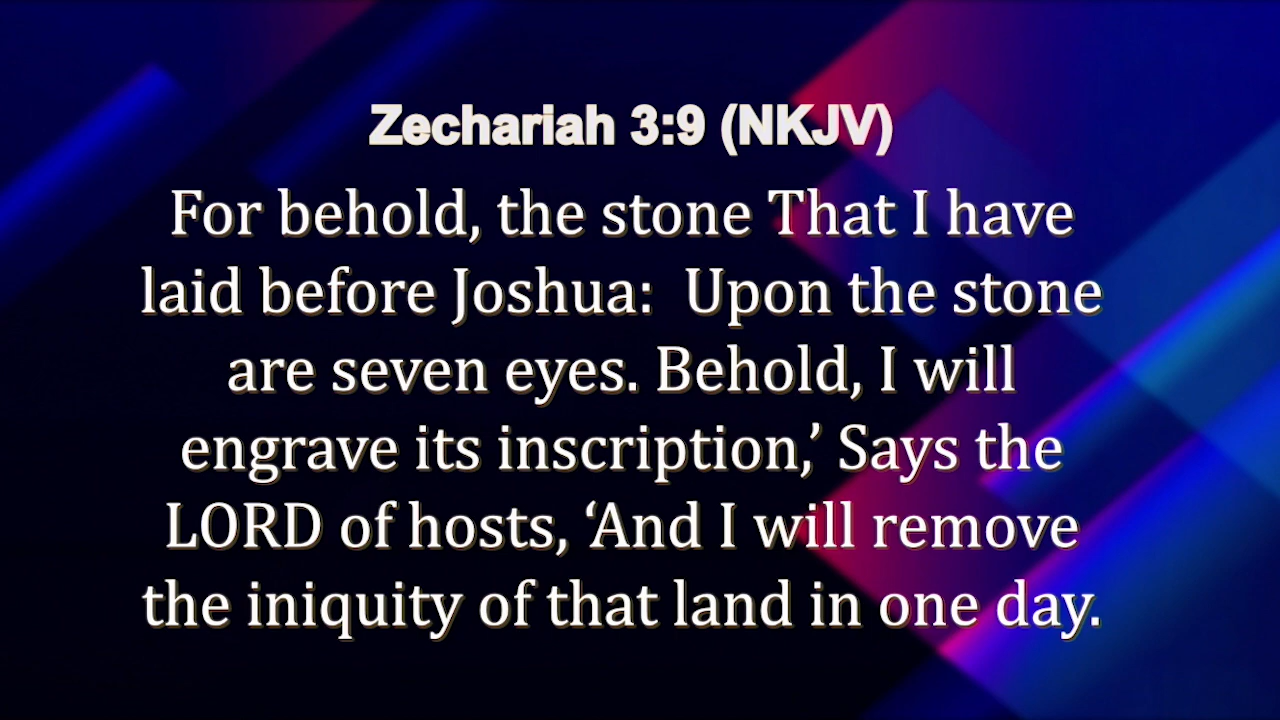 Zechariah 3:9 (NKJV)
For behold, the stone That I have
laid before Joshua:  Upon the stone
are seven eyes. Behold, I will
engrave its inscription,’ Says the
LORD of hosts, ‘And I will remove
the iniquity of that land in one day.